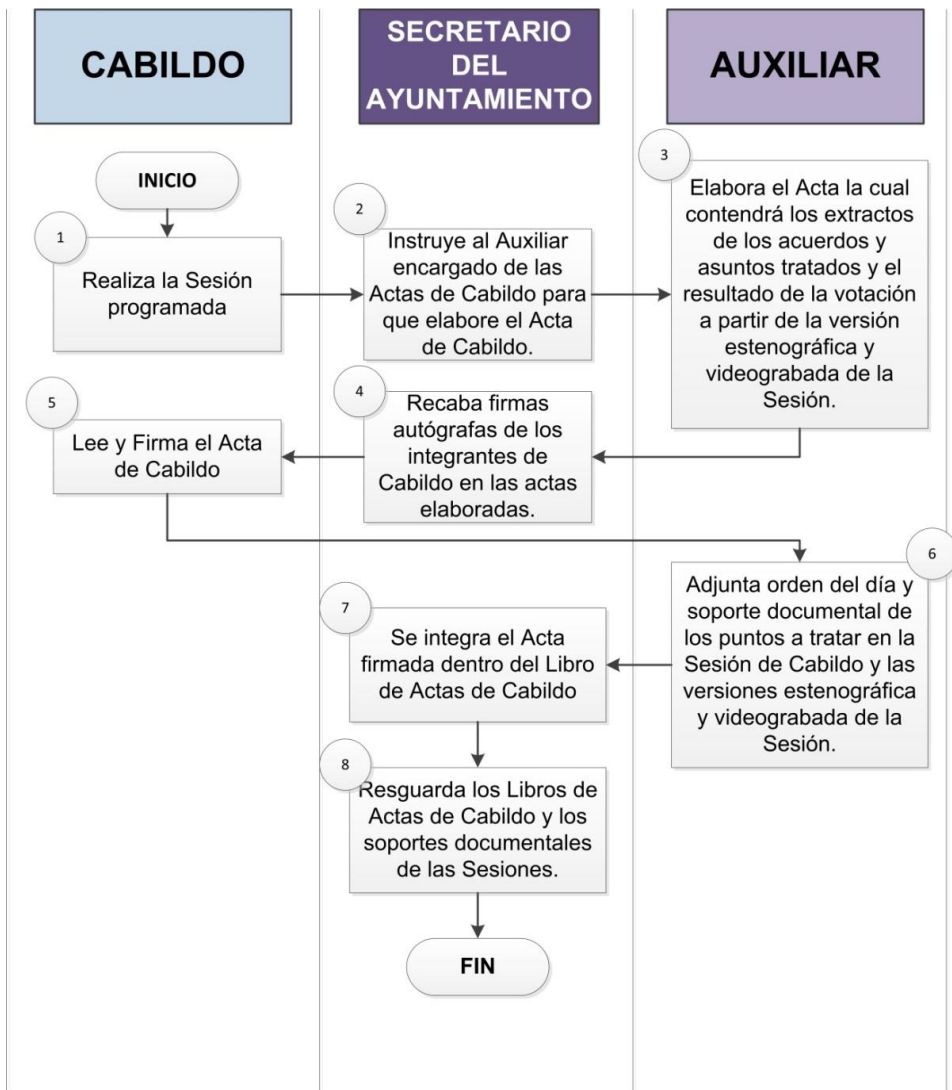 CABILDO
SECRETARIO
DEL
AYUNTAMIENTO
AUXILIAR
INICIO
1
Realiza la Sesión
programada
2
Instruye al Auxiliar
encargado de las
Actas de Cabildo para
que elabore el Acta
de Cabildo.
3
Elabora el Acta la cual
contendrá los extractos
de los acuerdos y
asuntos tratados y el
resultado de la votación
a partir de la versión
estenográfica y
videograbada de la
Sesión.
4
Recaba firmas
autógrafas de los
integrantes de
Cabildo en las actas
elaboradas.
5
Lee y Firma el Acta
de Cabildo
6
Adjunta orden del día y
soporte documental de
los puntos a tratar en la
Sesión de Cabildo y las
versiones estenográfica
y videograbada de la
Sesión.
7
Se integra el Acta
firmada dentro del Libro
de Actas de Cabildo
8
Resguarda los Libros de
Actas de Cabildo y los
soportes documentales
de las Sesiones.
FIN